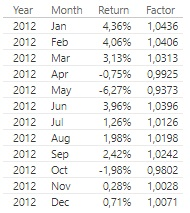 Year Month Return Factor
2012 Jan 4,36% 1,0436
2012 Feb 4,06% 1,0406
2012 Mar 3,13% 1,0313
2012 Apr -0,75% 0,9925
2012 May -6,27% 0,9373
2012 Jun 3,96% 1,0396
2012 Jul 1,26% 1,0126
2012 Aug 1,98% 1,0198
2012 Sep 2,42% 1,0242
2012 Oct -1,98% 0,9802
2012 Nov 0,28% 1,0028
2012 Dec 0,71% 1,0071